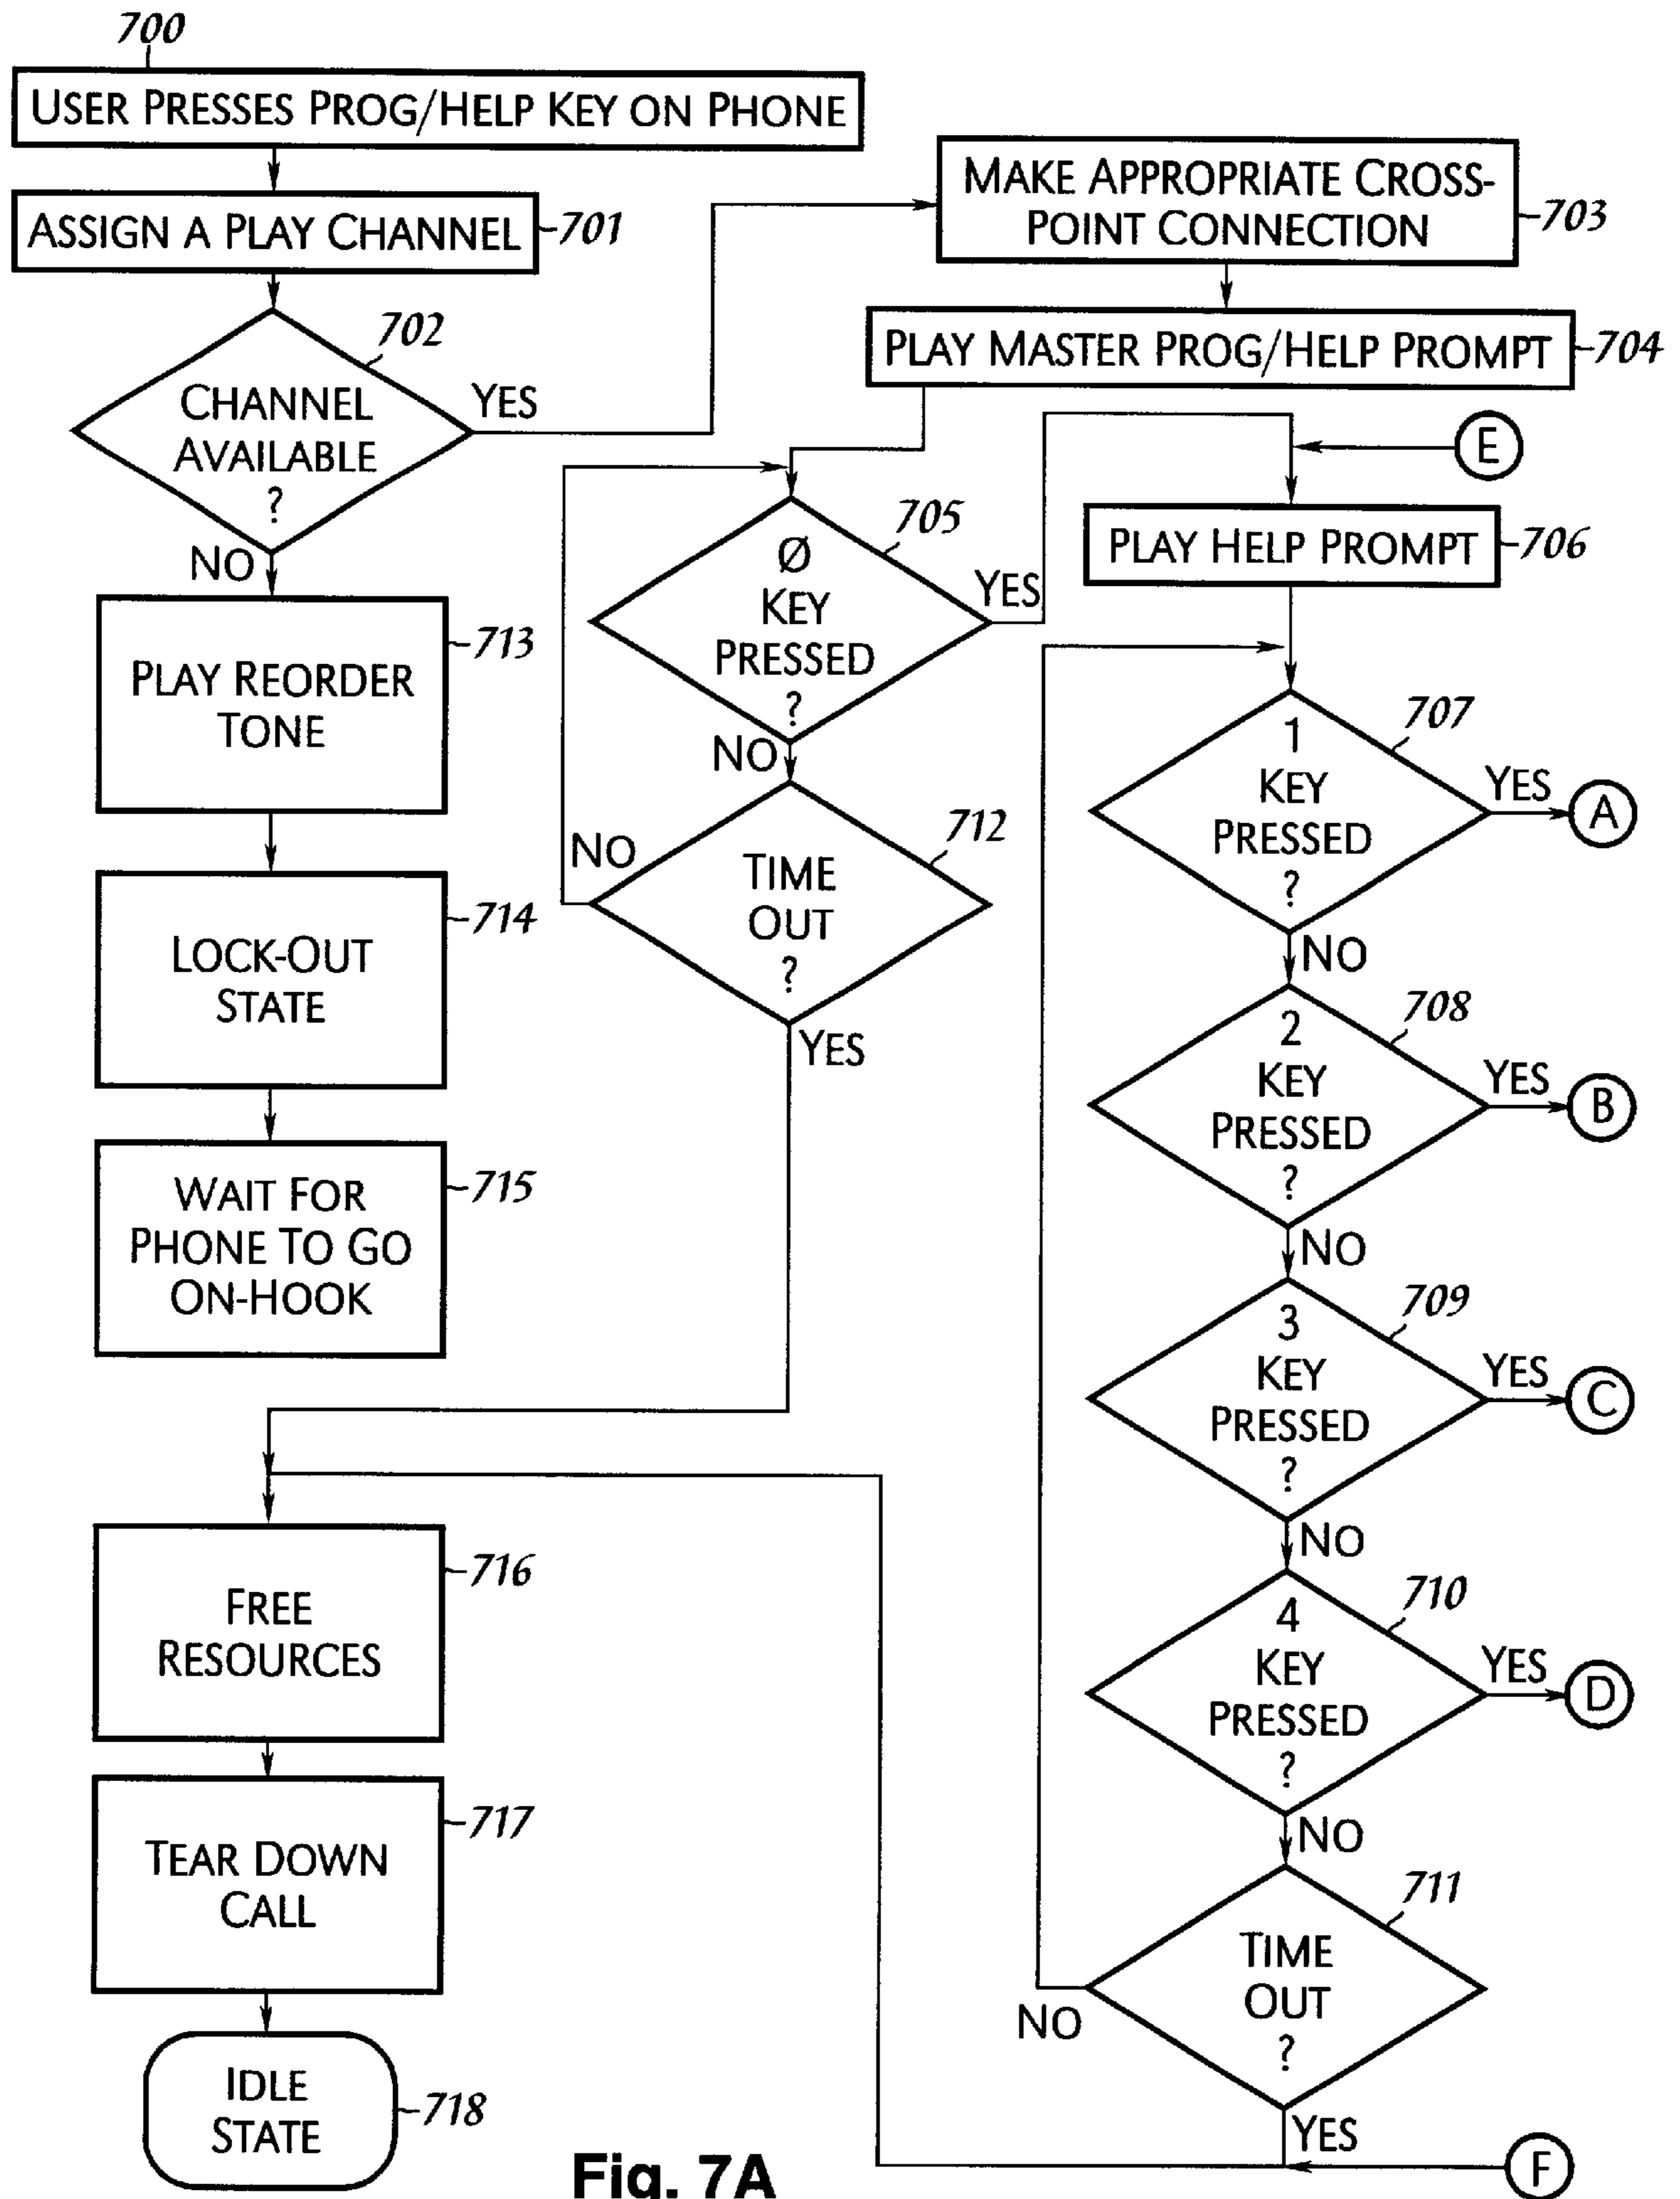 700
USER PRESSES PROG/HELP KEY ON PHONE
ASSIGN A PLAY CHANNEL
701
702
CHANNEL
AVAILABLE
?
YES
NO
MAKE APPROPRIATE CROSS-
POINT CONNECTION
703
PLAY MASTER PROG/HELP PROMPT
704
E
705
Ø
KEY
PRESSED
?
YES
NO
PLAY HELP PROMPT
706
713
PLAY REORDER
TONE
712
TIME
OUT
?
NO
YES
707
1
KEY
PRESSED
?
YES
A
NO
714
LOCK-OUT
STATE
708
2
KEY
PRESSED
?
YES
B
NO
715
WAIT FOR
PHONE TO GO
ON-HOOK
709
3
KEY
PRESSED
?
YES
C
NO
716
FREE
RESOURCES
710
4
KEY
PRESSED
?
YES
D
NO
717
TEAR DOWN
CALL
711
TIME
OUT
?
NO
YES
F
IDLE
STATE
718
Fig. 7A